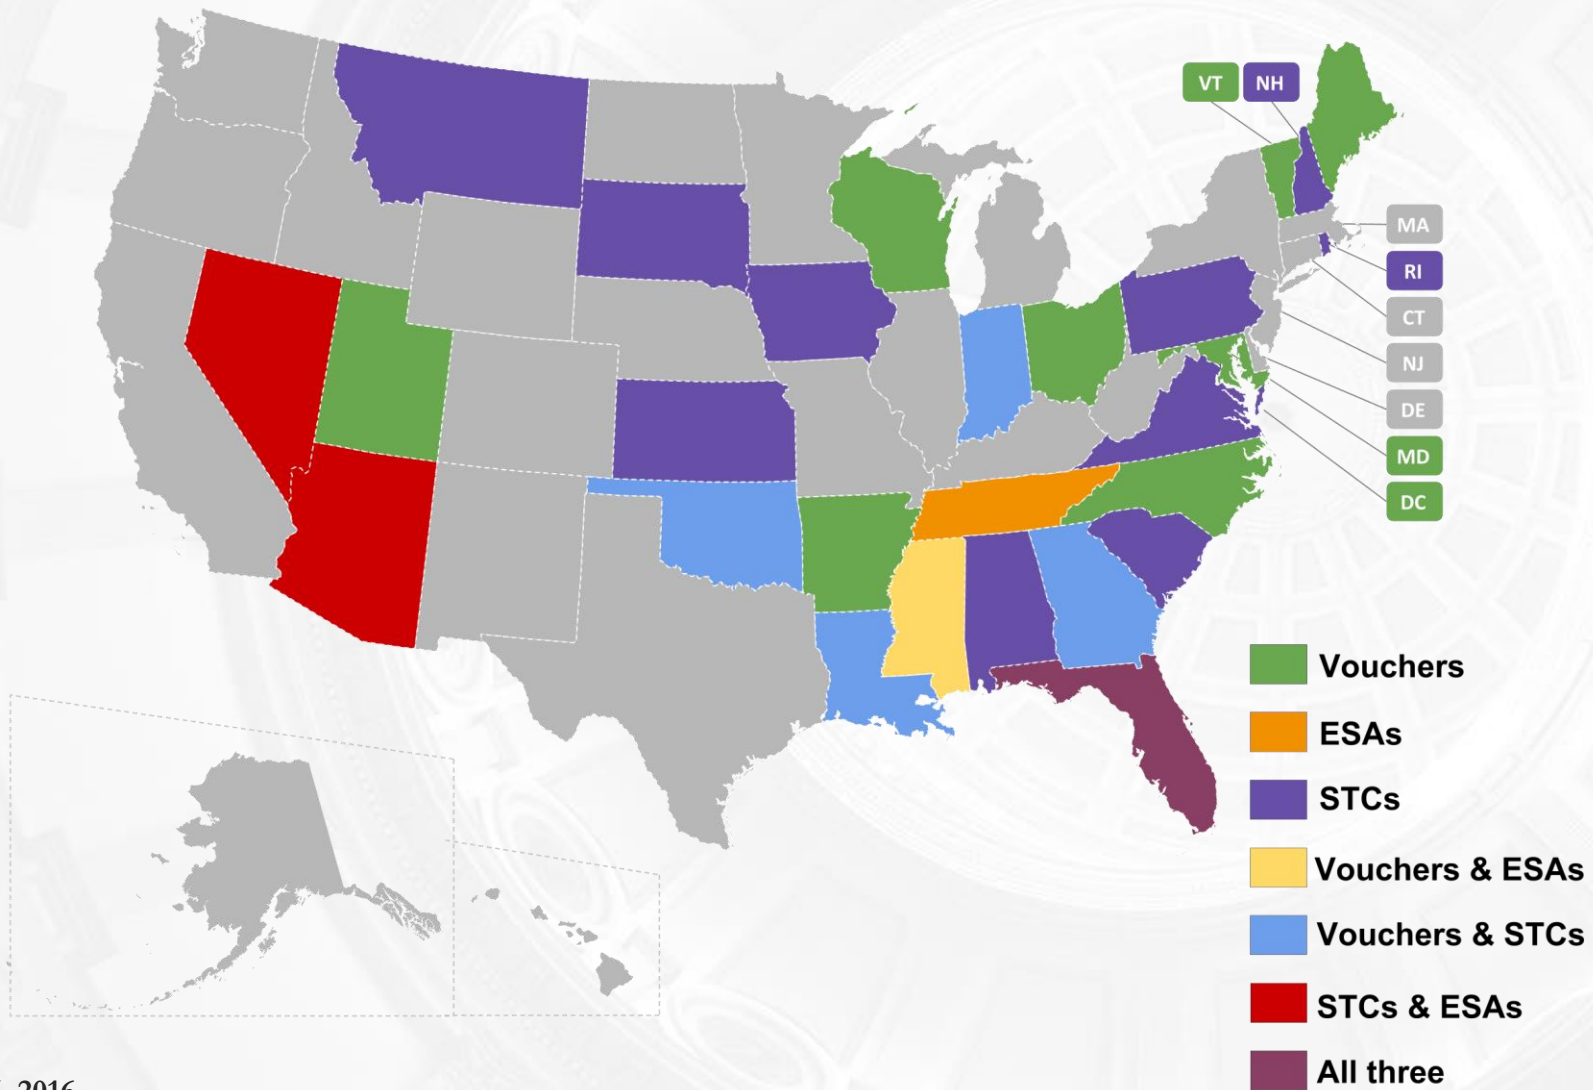 VT NH
MA
RI
CT
NJ
DE
MD
DC
Vouchers
ESAs
STCs
Vouchers & ESAs
Vouchers & STCs
STCs & ESAs
All three
2016